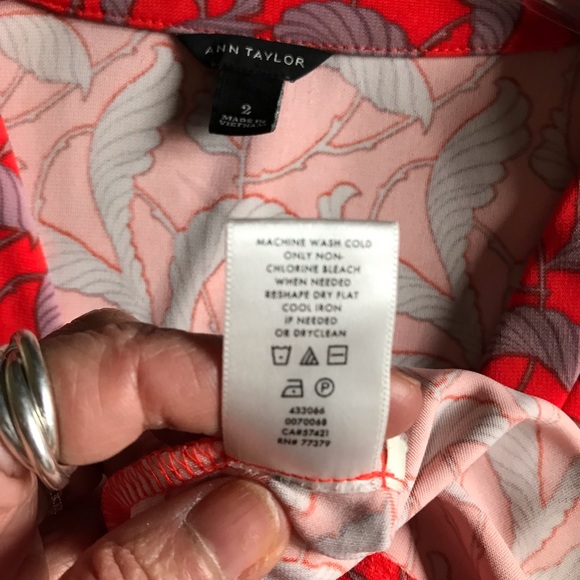 ANN TAYLOR
2
MADE IN
VIETNAM
MACHINE WASH COLD
ONLY NON-
CHLORINE BLEACH
WHEN NEEDED
RESHAPE DRY FLAT
COOL IRON
IF NEEDED
OR DRYCLEAN
P
433066
0070068
CA#57421
RN# 77379